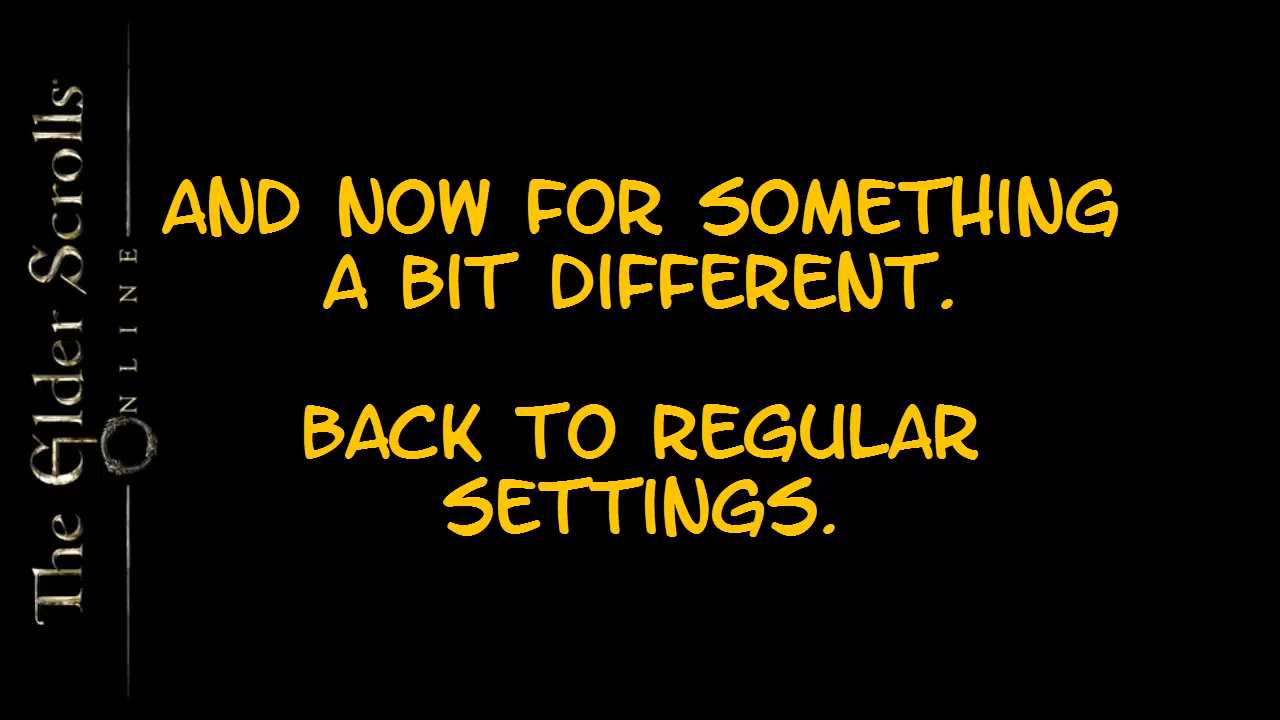 The Elder Scrolls
ONLINE
AND NOW FOR SOMETHING
A BIT DIFFERENT.
BACK TO REGULAR
SETTINGS.